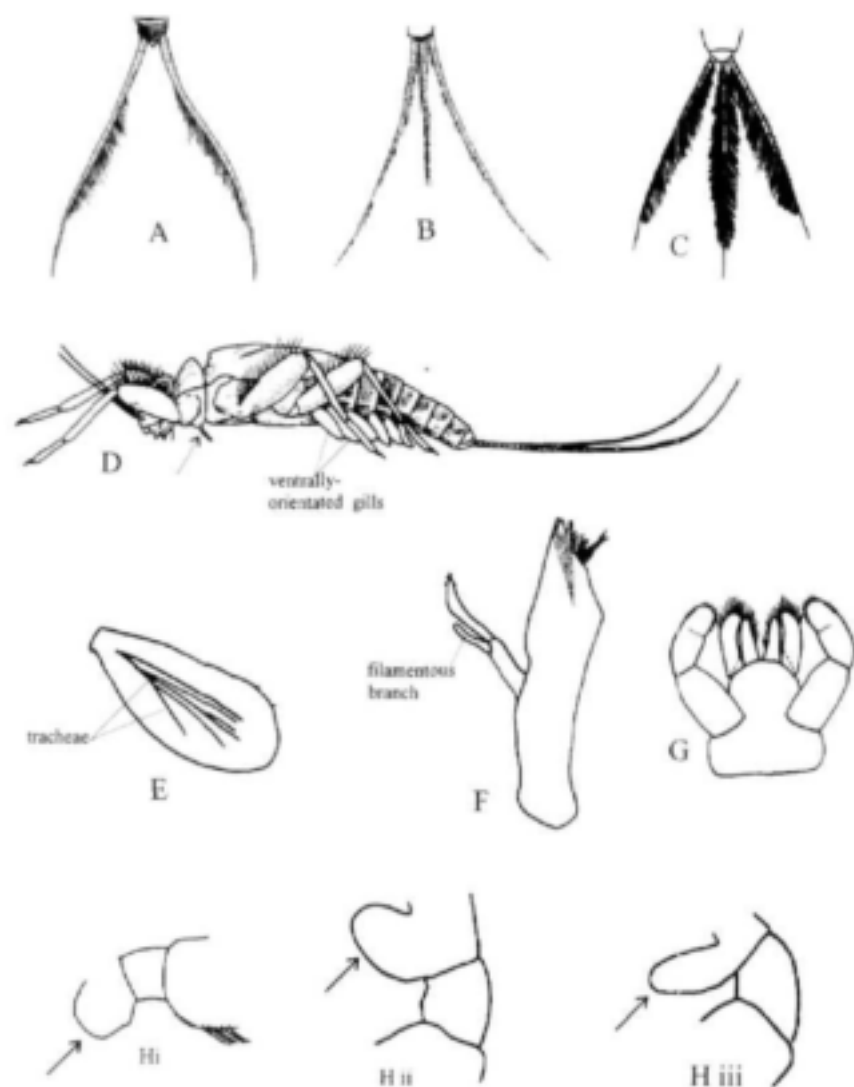 A
B
C
D
ventrally-
orientated gills
filamentous
branch
tracheae
E
F
G
Hi
H ii
H iii